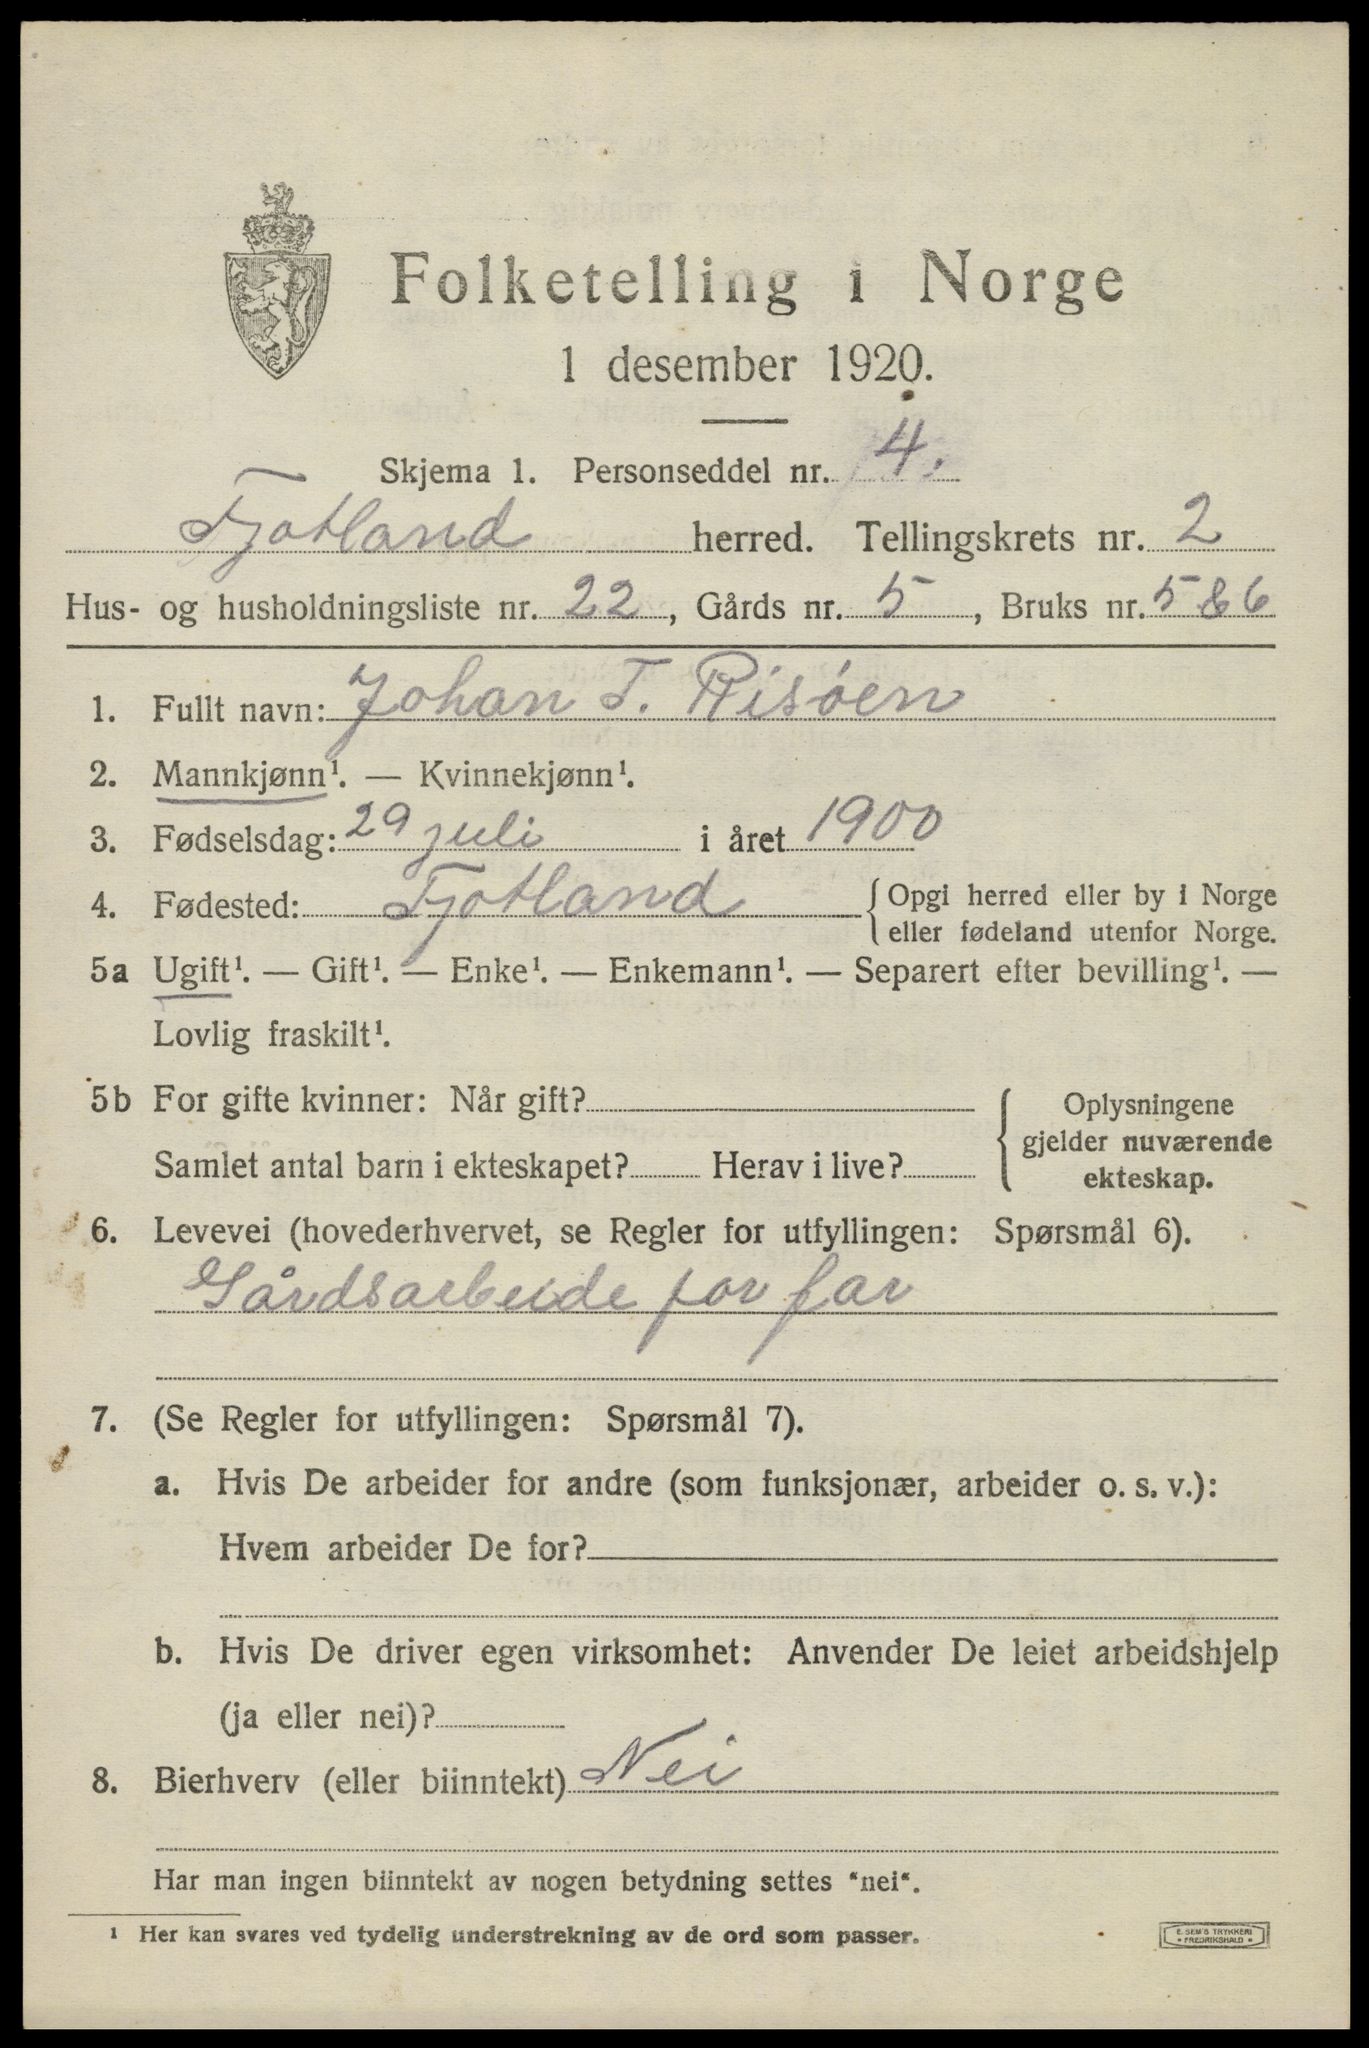 Folketelling i Norge
1 desember 1920.
Skjema 1. Personseddel nr. 4.
Fjotland herred. Tellingskrets nr. 2
Hus- og husholdningsliste nr. 22, Gårds nr. 5, Bruks nr. 5 & 6
1. Fullt navn: Johan T. Risøen
2. Mannkjønn¹. — Kvinnekjønn¹.
3. Fødselsdag: 29 juli i året 1900
4. Fødested: Fjotland { Opgi herred eller by i Norge
eller fødeland utenfor Norge.
5a Ugift¹. — Gift¹. — Enke¹. — Enkemann¹. — Separert efter bevilling¹. —
Lovlig fraskilt¹.
5b For gifte kvinner: Når gift?
Samlet antal barn i ekteskapet? Herav i live?
Oplysningene
gjelder nuværende
ekteskap.
6. Levevei (hovederhvervet, se Regler for utfyllingen: Spørsmål 6).
Gårdsarbeide for far
7. (Se Regler for utfyllingen: Spørsmål 7).
a. Hvis De arbeider for andre (som funksjonær, arbeider o. s. v.):
Hvem arbeider De for?
b. Hvis De driver egen virksomhet: Anvender De leiet arbeidshjelp
(ja eller nei)?
8. Bierhverv (eller biinntekt) Nei
Har man ingen biinntekt av nogen betydning settes "nei".
¹ Her kan svares ved tydelig understrekning av de ord som passer.
E. SEM'S TRYKKERI
* FREDRIKSHALD *